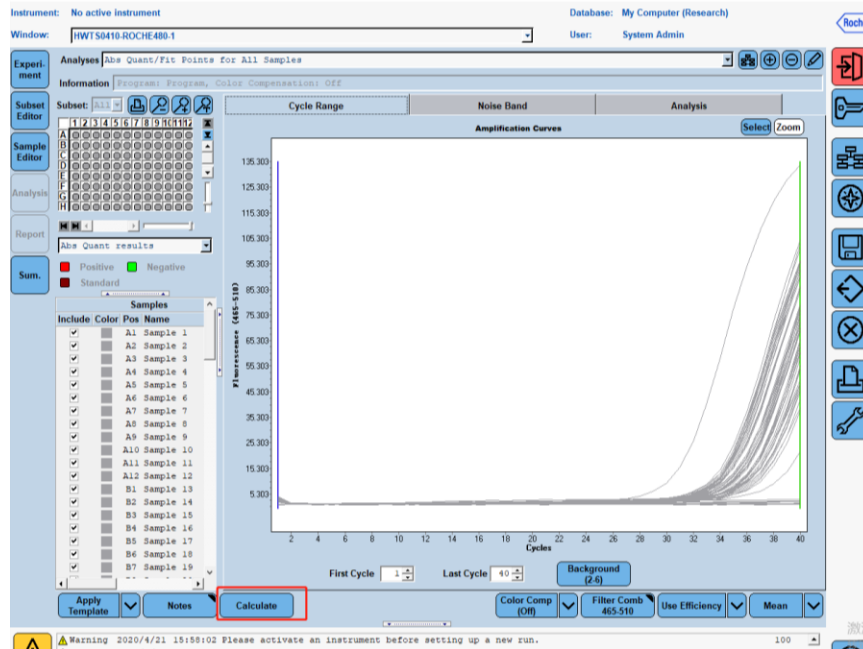 Instrument: No active instrument
Database: My Computer (Research)
Window: HWTS0410-ROCHE480-1
User: System Admin
Roch
Experi-
ment
Subset
Editor
Sample
Editor
Analysis
Report
Sum.
Analyses Abs Quant/Fit Points for All Samples
Information Program: Program, Color Compensation: Off
Subset: All
1 2 3 4 5 6 7 8 9 10 11 12
A
B
C
D
E
F
G
H
Abs Quant results
Positive Negative
Standard
Samples
Include Color Pos Name
A1 Sample 1
A2 Sample 2
A3 Sample 3
A4 Sample 4
A5 Sample 5
A6 Sample 6
A7 Sample 7
A8 Sample 8
A9 Sample 9
A10 Sample 10
A11 Sample 11
A12 Sample 12
B1 Sample 13
B2 Sample 14
B3 Sample 15
B4 Sample 16
B5 Sample 17
B6 Sample 18
B7 Sample 19
Cycle Range Noise Band Analysis
Amplification Curves
Select Zoom
135.303
125.303
115.303
105.303
95.303
85.303
75.303
65.303
55.303
45.303
35.303
25.303
15.303
5.303
Fluorescence (465-510)
2 4 6 8 10 12 14 16 18 20 22 24 26 28 30 32 34 36 38 40
Cycles
First Cycle 1 Last Cycle 40
Background
(2-6)
Apply
Template
Notes
Calculate
Color Comp
(Off)
Filter Comb
465-510
Use Efficiency
Mean
Warning 2020/4/21 15:58:02 Please activate an instrument before setting up a new run.
100